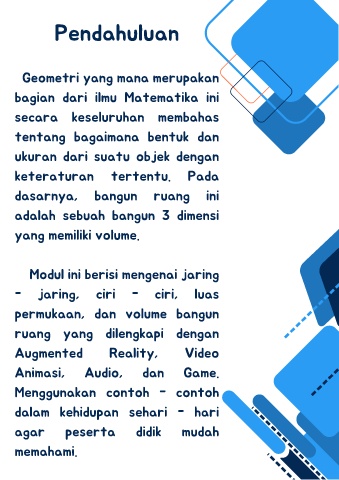 Pendahuluan
Geometri yang mana merupakan
bagian dari ilmu Matematika ini
secara keseluruhan membahas
tentang bagaimana bentuk dan
ukuran dari suatu objek dengan
keteraturan tertentu. Pada
dasarnya, bangun ruang ini
adalah sebuah bangun 3 dimensi
yang memiliki volume.
Modul ini berisi mengenai jaring
- jaring, ciri - ciri, luas
permukaan, dan volume bangun
ruang yang dilengkapi dengan
Augmented Reality, Video
Animasi, Audio, dan Game.
Menggunakan contoh - contoh
dalam kehidupan sehari - hari
agar peserta didik mudah
memahami.